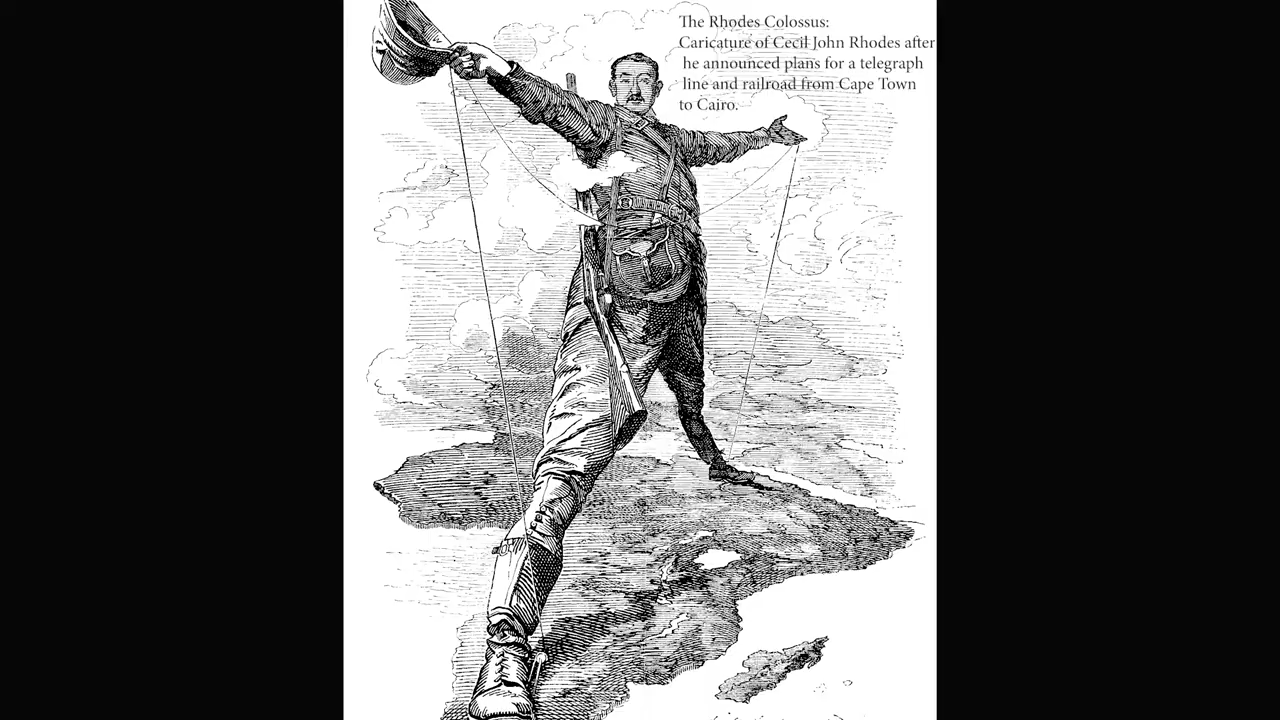 The Rhodes Colossus:
Caricature of Cecil John Rhodes after
he announced plans for a telegraph
line and railroad from Cape Town
to Cairo.